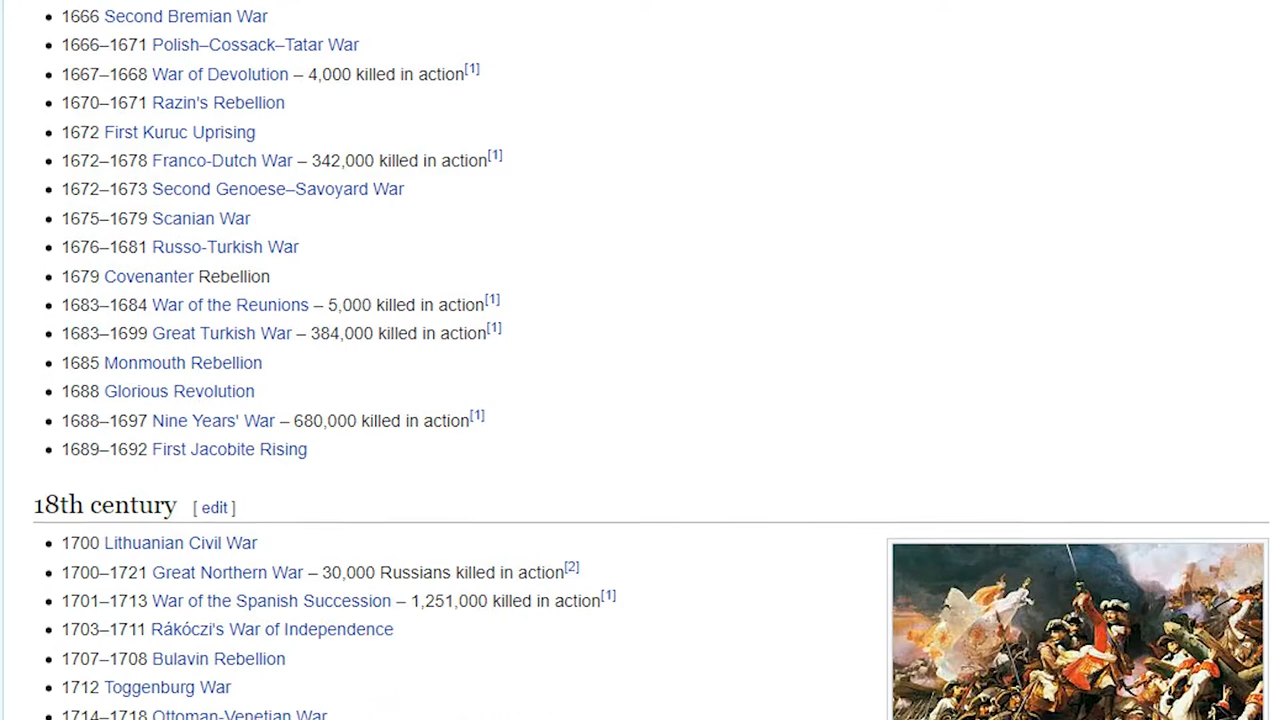 1666 Second Bremian War
1666–1671 Polish–Cossack–Tatar War
1667–1668 War of Devolution – 4,000 killed in action[1]
1670–1671 Razin's Rebellion
1672 First Kuruc Uprising
1672–1678 Franco-Dutch War – 342,000 killed in action[1]
1672–1673 Second Genoese–Savoyard War
1675–1679 Scanian War
1676–1681 Russo-Turkish War
1679 Covenanter Rebellion
1683–1684 War of the Reunions – 5,000 killed in action[1]
1683–1699 Great Turkish War – 384,000 killed in action[1]
1685 Monmouth Rebellion
1688 Glorious Revolution
1688–1697 Nine Years' War – 680,000 killed in action[1]
1689–1692 First Jacobite Rising
18th century [ edit ]
1700 Lithuanian Civil War
1700–1721 Great Northern War – 30,000 Russians killed in action[2]
1701–1713 War of the Spanish Succession – 1,251,000 killed in action[1]
1703–1711 Rákóczi's War of Independence
1707–1708 Bulavin Rebellion
1712 Toggenburg War
1714–1718 Ottoman-Venetian War